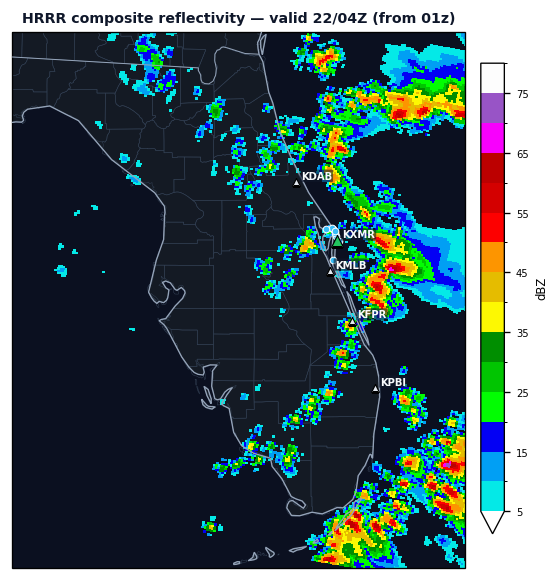 HRRR composite reflectivity — valid 22/04Z (from 01z)
KDAB
KXMR
KMLB
KFPR
KPBI
75
65
55
45
35
25
15
5
dBZ